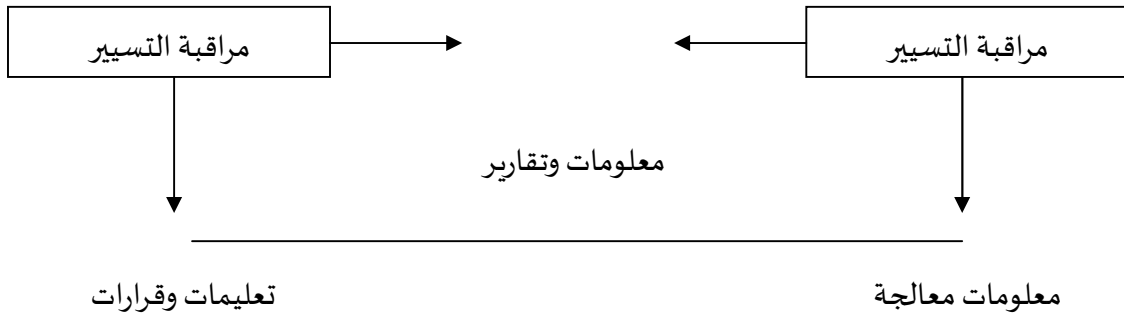 مراقبة التسيير
مراقبة التسيير
معلومات وتقارير
معلومات معالجة
تعليمات وقرارات